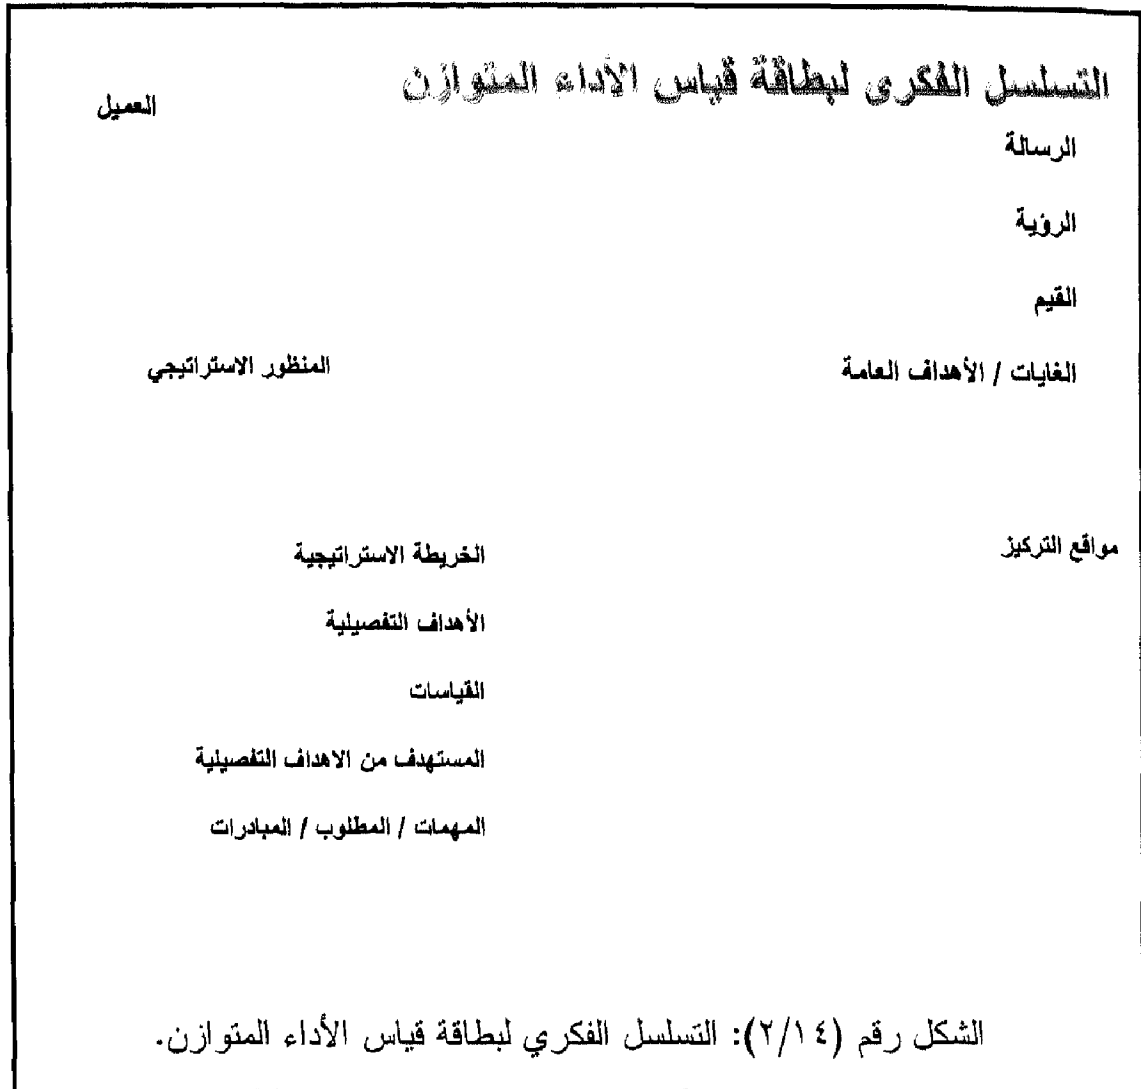 التسلسل الفكرى لبطاقة قياس الأداء المتوازن
العميل
الرسالة
الرؤية
القيم
الغايات / الأهداف العامة
المنظور الاستراتيجي
مواقع التركيز
الخريطة الاستراتيجية
الأهداف التفصيلية
القياسات
المستهدف من الاهداف التفصيلية
المهمات / المطلوب / المبادرات
الشكل رقم (٢/١٤): التسلسل الفكري لبطاقة قياس الأداء المتوازن.